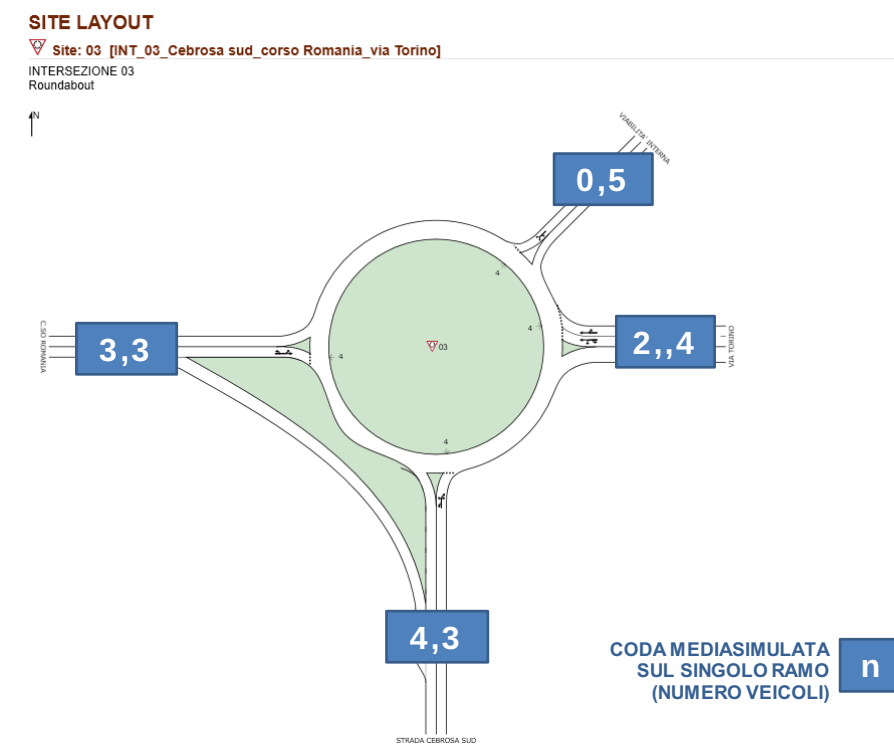 SITE LAYOUT
Site: 03 [INT_03_Cebrosa sud_corso Romania_via Torino]
INTERSEZIONE 03
Roundabout
N
VIABILITA' INTERNA
0,5
4
4
C.SO ROMANIA
3,3
4
03
2,,4
VIA TORINO
4
4,3
CODA MEDIASIMULATA
SUL SINGOLO RAMO
(NUMERO VEICOLI)
n
STRADA CEBROSA SUD